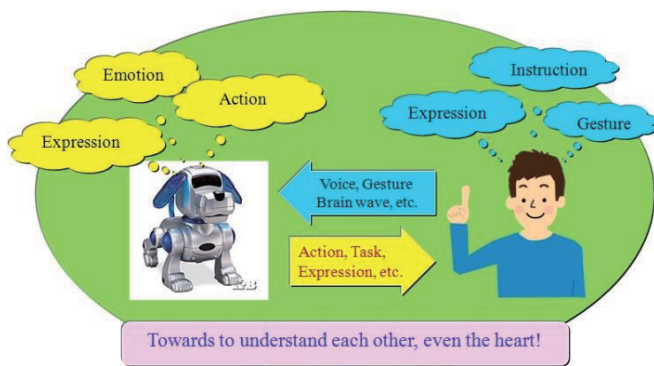 Emotion
Action
Expression
Instruction
Expression
Gesture
Voice, Gesture
Brain wave, etc.
Action, Task,
Expression, etc.
Towards to understand each other, even the heart!